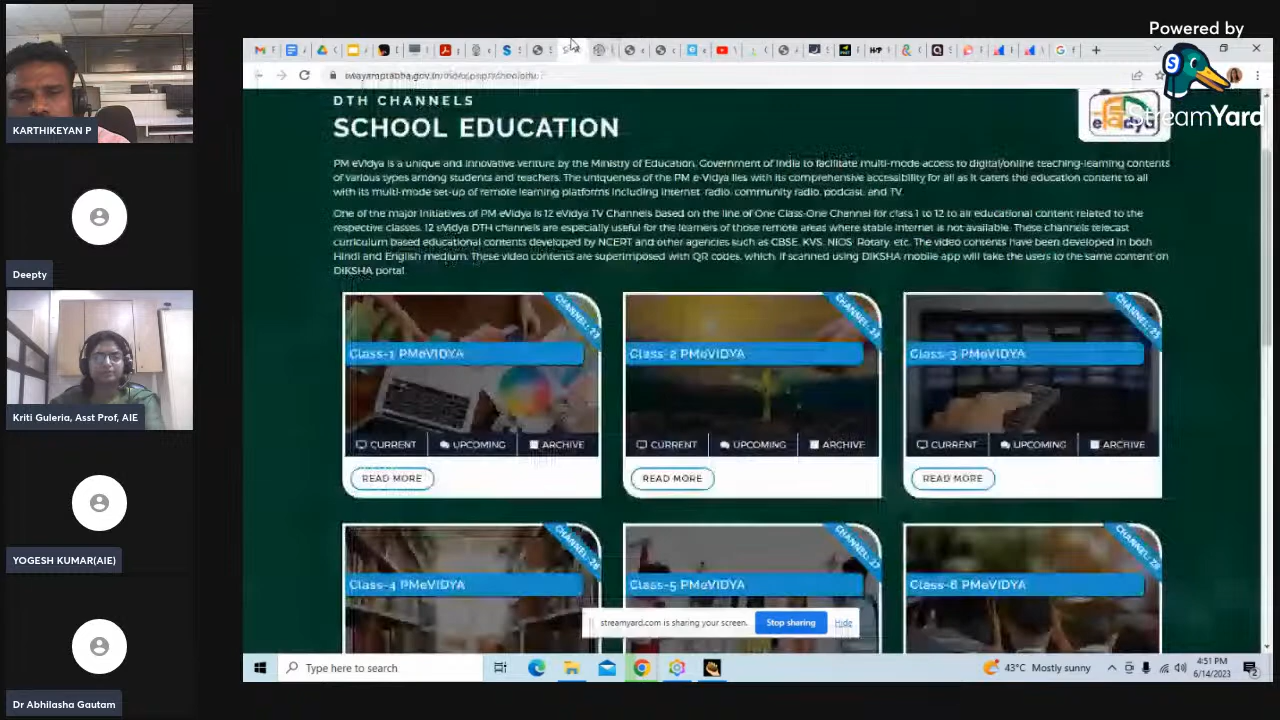 Powered by
StreamYard
KARTHIKEYAN P
Deepty
Kriti Guleria, Asst Prof, AIE
YOGESH KUMAR(AIE)
Dr Abhilasha Gautam
DTH CHANNELS
SCHOOL EDUCATION
PM eVidya is a unique and innovative venture by the Ministry of Education, Government of India to facilitate multi-mode access to digital/online teaching-learning contents
of various types among students and teachers. The uniqueness of the PM e-Vidya lies with its comprehensive accessibility for all as it caters the education content to all
with its multi-mode set-up of remote learning platforms including internet, radio, community radio, podcast, and TV.
One of the major initiatives of PM eVidya is 12 eVidya TV Channels based on the line of One Class-One Channel for class 1 to 12 to air educational content related to the
respective classes. 12 eVidya DTH channels are especially useful for the learners of those remote areas where stable internet is not available. These channels telecast
curriculum based educational contents developed by NCERT and other agencies such as CBSE, KVS, NIOS, Rotary, etc. The video contents have been developed in both
Hindi and English medium. These video contents are superimposed with QR codes, which, if scanned using DIKSHA mobile app will take the users to the same content on
DIKSHA portal.
CHANNEL: 23
Class-1 PMeVIDYA
CURRENT UPCOMING ARCHIVE
READ MORE
CHANNEL: 24
Class-2 PMeVIDYA
CURRENT UPCOMING ARCHIVE
READ MORE
CHANNEL: 25
Class-3 PMeVIDYA
CURRENT UPCOMING ARCHIVE
READ MORE
CHANNEL: 26
Class-4 PMeVIDYA
CHANNEL: 27
Class-5 PMeVIDYA
CHANNEL: 28
Class-6 PMeVIDYA
streamyard.com is sharing your screen.
Stop sharing
Hide
Type here to search
43°C Mostly sunny
4:51 PM
6/14/2023